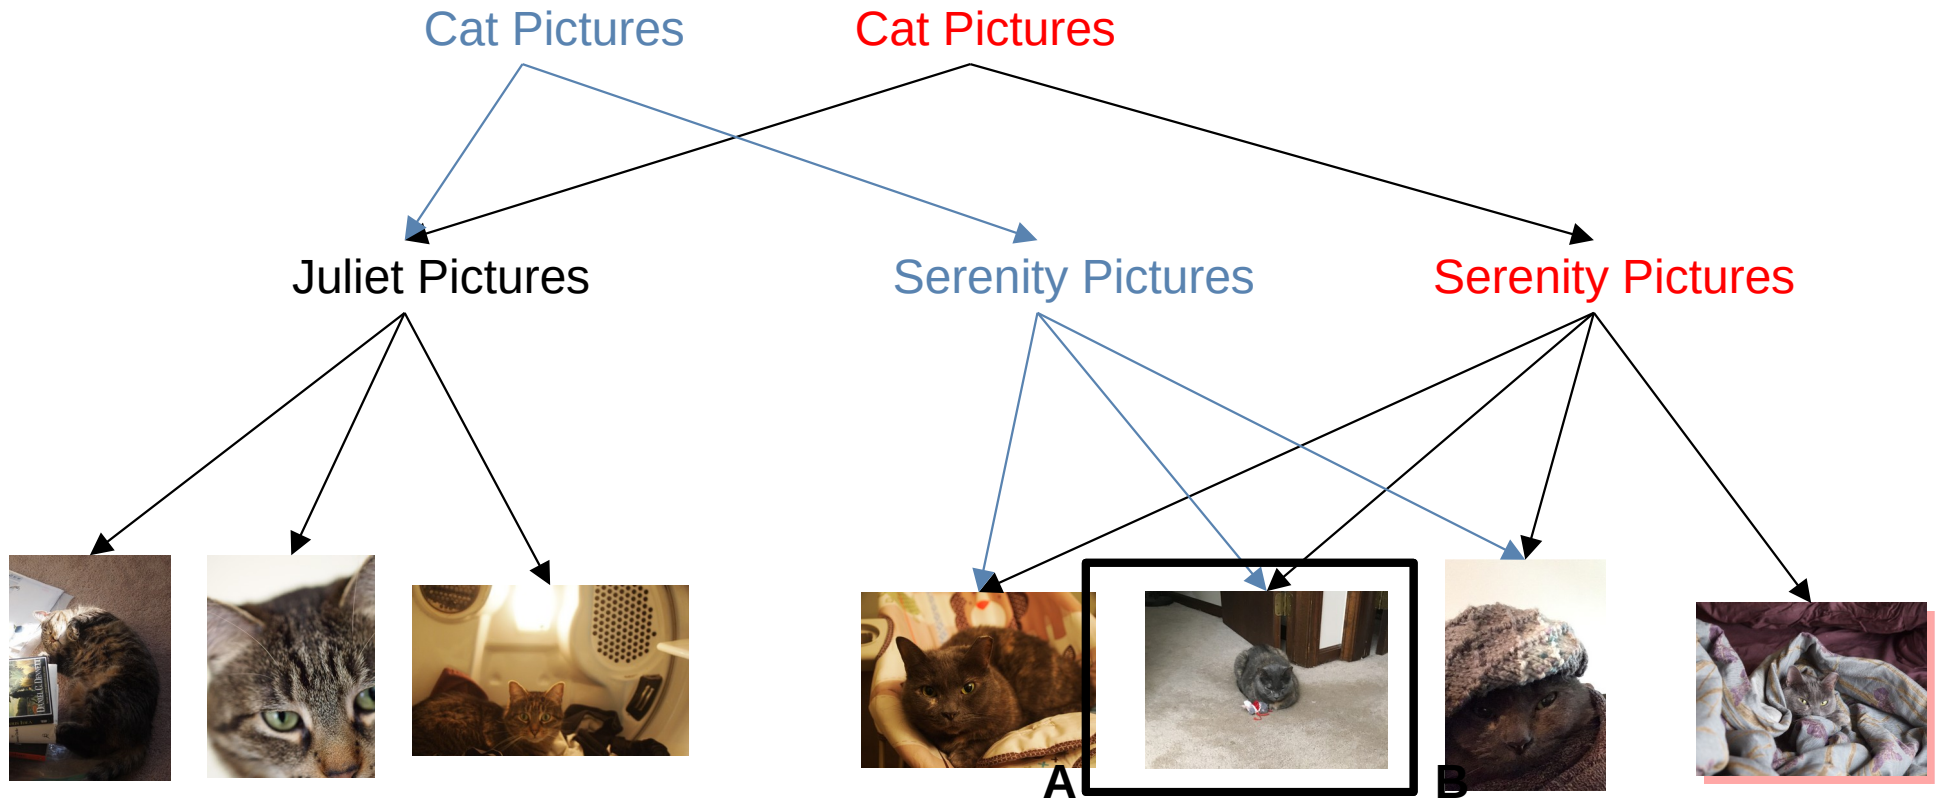 Cat Pictures
Cat Pictures
Juliet Pictures
Serenity Pictures
Serenity Pictures
A
B